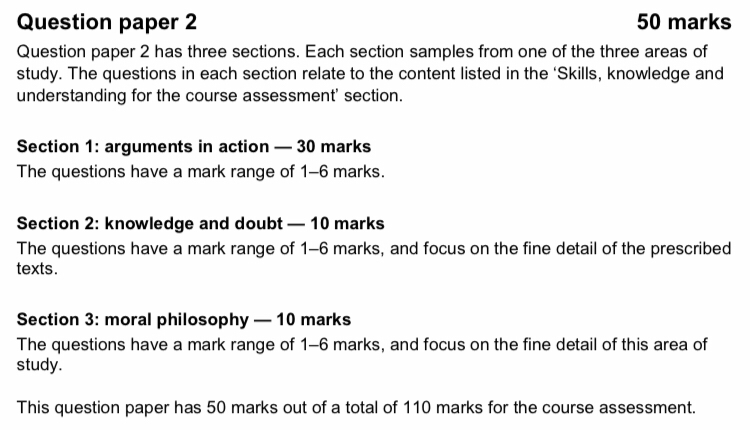 Question paper 2 50 marks
Question paper 2 has three sections. Each section samples from one of the three areas of
study. The questions in each section relate to the content listed in the ‘Skills, knowledge and
understanding for the course assessment’ section.
Section 1: arguments in action — 30 marks
The questions have a mark range of 1–6 marks.
Section 2: knowledge and doubt — 10 marks
The questions have a mark range of 1–6 marks, and focus on the fine detail of the prescribed
texts.
Section 3: moral philosophy — 10 marks
The questions have a mark range of 1–6 marks, and focus on the fine detail of this area of
study.
This question paper has 50 marks out of a total of 110 marks for the course assessment.